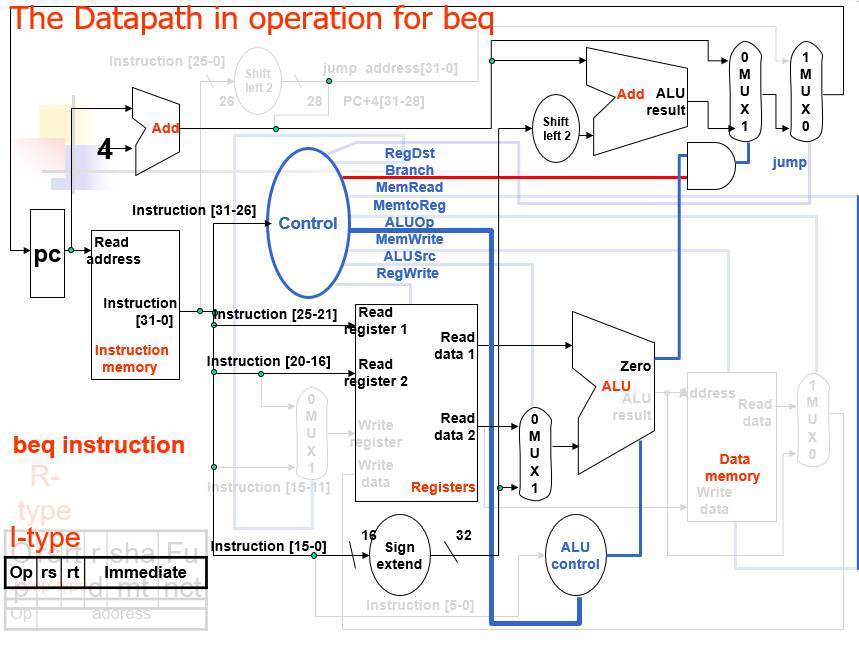 The Datapath in operation for beq
Instruction [25-0]
Shift
left 2
jump address[31-0]
26
28
PC+4[31-28]
Add
4
Add
ALU
result
Shift
left 2
0
M
U
X
1
1
M
U
X
0
jump
RegDst
Branch
MemRead
MemtoReg
ALUOp
MemWrite
ALUSrc
RegWrite
Control
Instruction [31-26]
pc
Read
address
Instruction
[31-0]
Instruction
memory
Instruction [25-21]
Instruction [20-16]
Read
register 1
Read
register 2
Write
register
Write
data
Read
data 1
Read
data 2
Registers
0
M
U
X
1
Instruction [15-11]
0
M
U
X
1
Zero
ALU
ALU
result
Address
Read
data
Data
memory
Write
data
1
M
U
X
0
beq instruction
R-
type
I-type
Op rs rt Immediate
Op address
Instruction [15-0]
16
Sign
extend
32
ALU
control
Instruction [5-0]